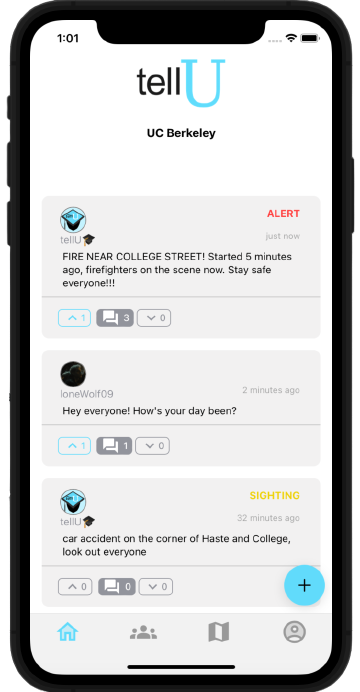 1:01
tellU
UC Berkeley
ALERT
tellU🎓
just now
FIRE NEAR COLLEGE STREET! Started 5 minutes
ago, firefighters on the scene now. Stay safe
everyone!!!
1 3 0
loneWolf09
2 minutes ago
Hey everyone! How's your day been?
1 1 0
SIGHTING
tellU🎓
32 minutes ago
car accident on the corner of Haste and College,
look out everyone
0 0 0
+